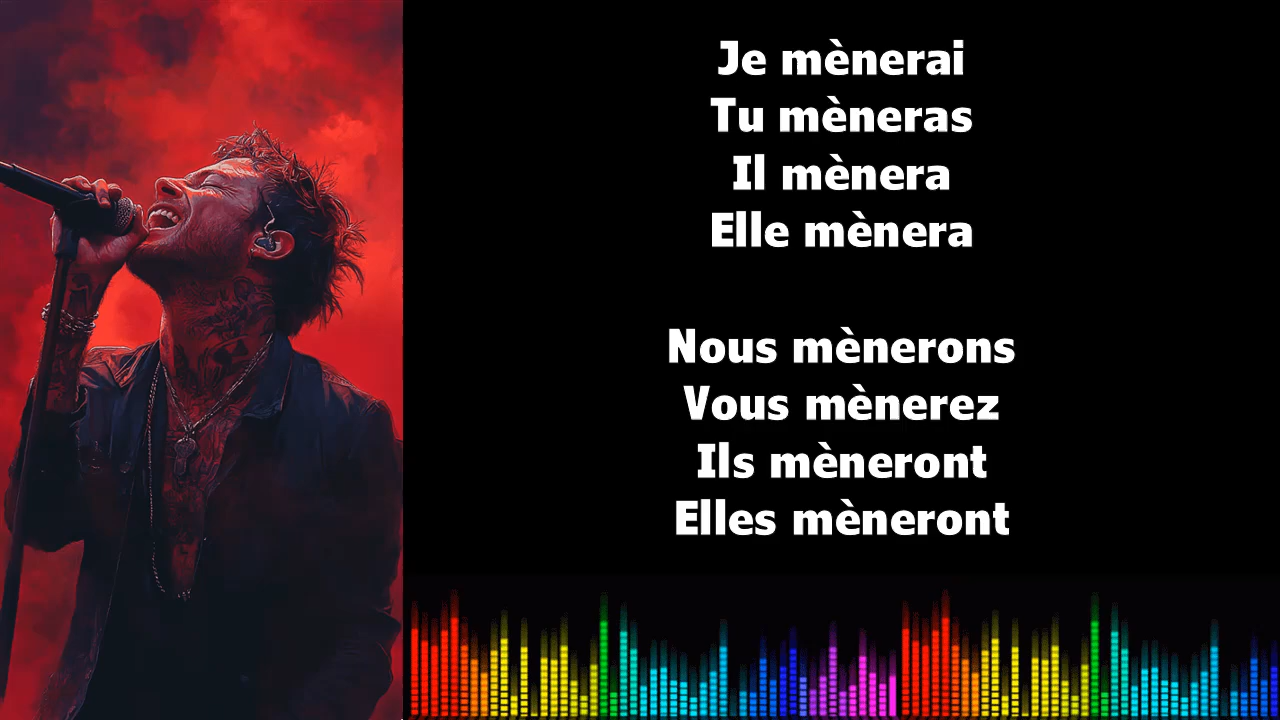 Je mènerai
Tu mèneras
Il mènera
Elle mènera
Nous mènerons
Vous mènerez
Ils mèneront
Elles mèneront